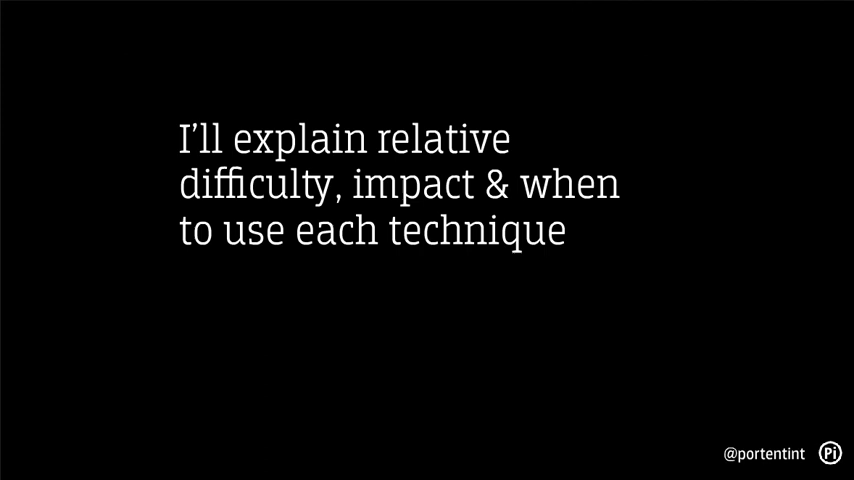 I’ll explain relative
difficulty, impact & when
to use each technique
@portentint Pi